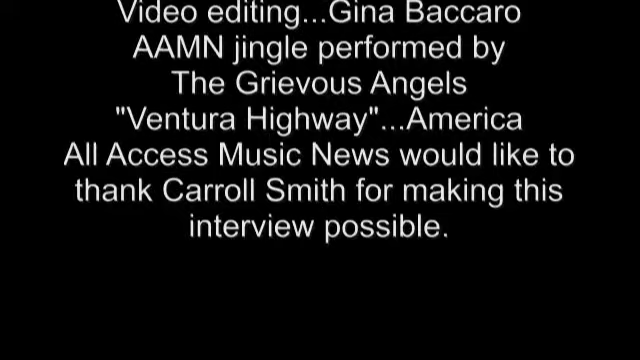 Video editing...Gina Baccaro
AAMN jingle performed by
The Grievous Angels
"Ventura Highway"...America
All Access Music News would like to
thank Carroll Smith for making this
interview possible.